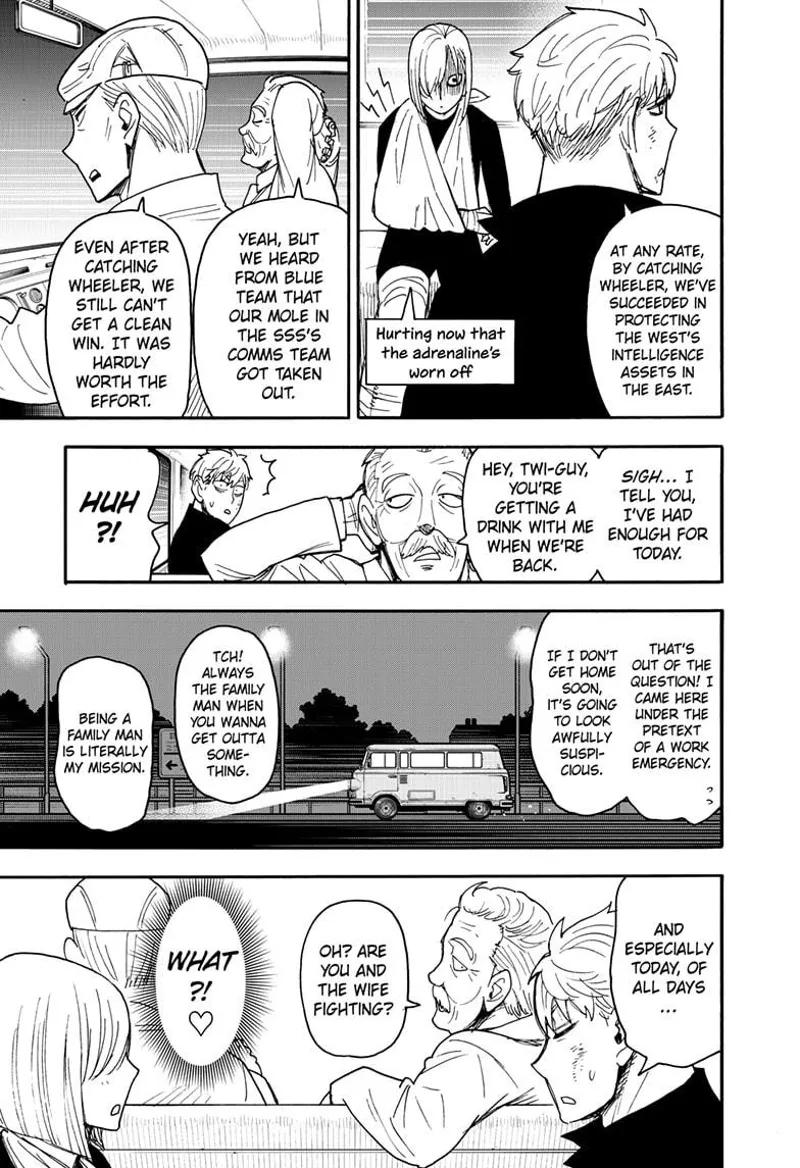 AT ANY RATE,
BY CATCHING
WHEELER, WE'VE
SUCCEEDED IN
PROTECTING
THE WEST'S
INTELLIGENCE
ASSETS IN
THE EAST.
Hurting now that
the adrenaline's
worn off
YEAH, BUT
WE HEARD
FROM BLUE
TEAM THAT
OUR MOLE IN
THE SSS'S
COMMS TEAM
GOT TAKEN
OUT.
EVEN AFTER
CATCHING
WHEELER, WE
STILL CAN'T
GET A CLEAN
WIN. IT WAS
HARDLY
WORTH THE
EFFORT.
SIGH... I
TELL YOU,
I'VE HAD
ENOUGH FOR
TODAY.
HEY, TWI-GUY,
YOU'RE
GETTING A
DRINK WITH ME
WHEN WE'RE
BACK.
HUH
?!
THAT'S
OUT OF THE
QUESTION! I
CAME HERE
UNDER THE
PRETEXT
OF A WORK
EMERGENCY.
IF I DON'T
GET HOME
SOON,
IT'S GOING
TO LOOK
AWFULLY
SUSPI-
CIOUS.
TCH!
ALWAYS
THE FAMILY
MAN WHEN
YOU WANNA
GET OUTTA
SOME-
THING.
BEING A
FAMILY MAN
IS LITERALLY
MY MISSION.
AND
ESPECIALLY
TODAY, OF
ALL DAYS
...
OH? ARE
YOU AND
THE WIFE
FIGHTING?
WHAT
?!
♡